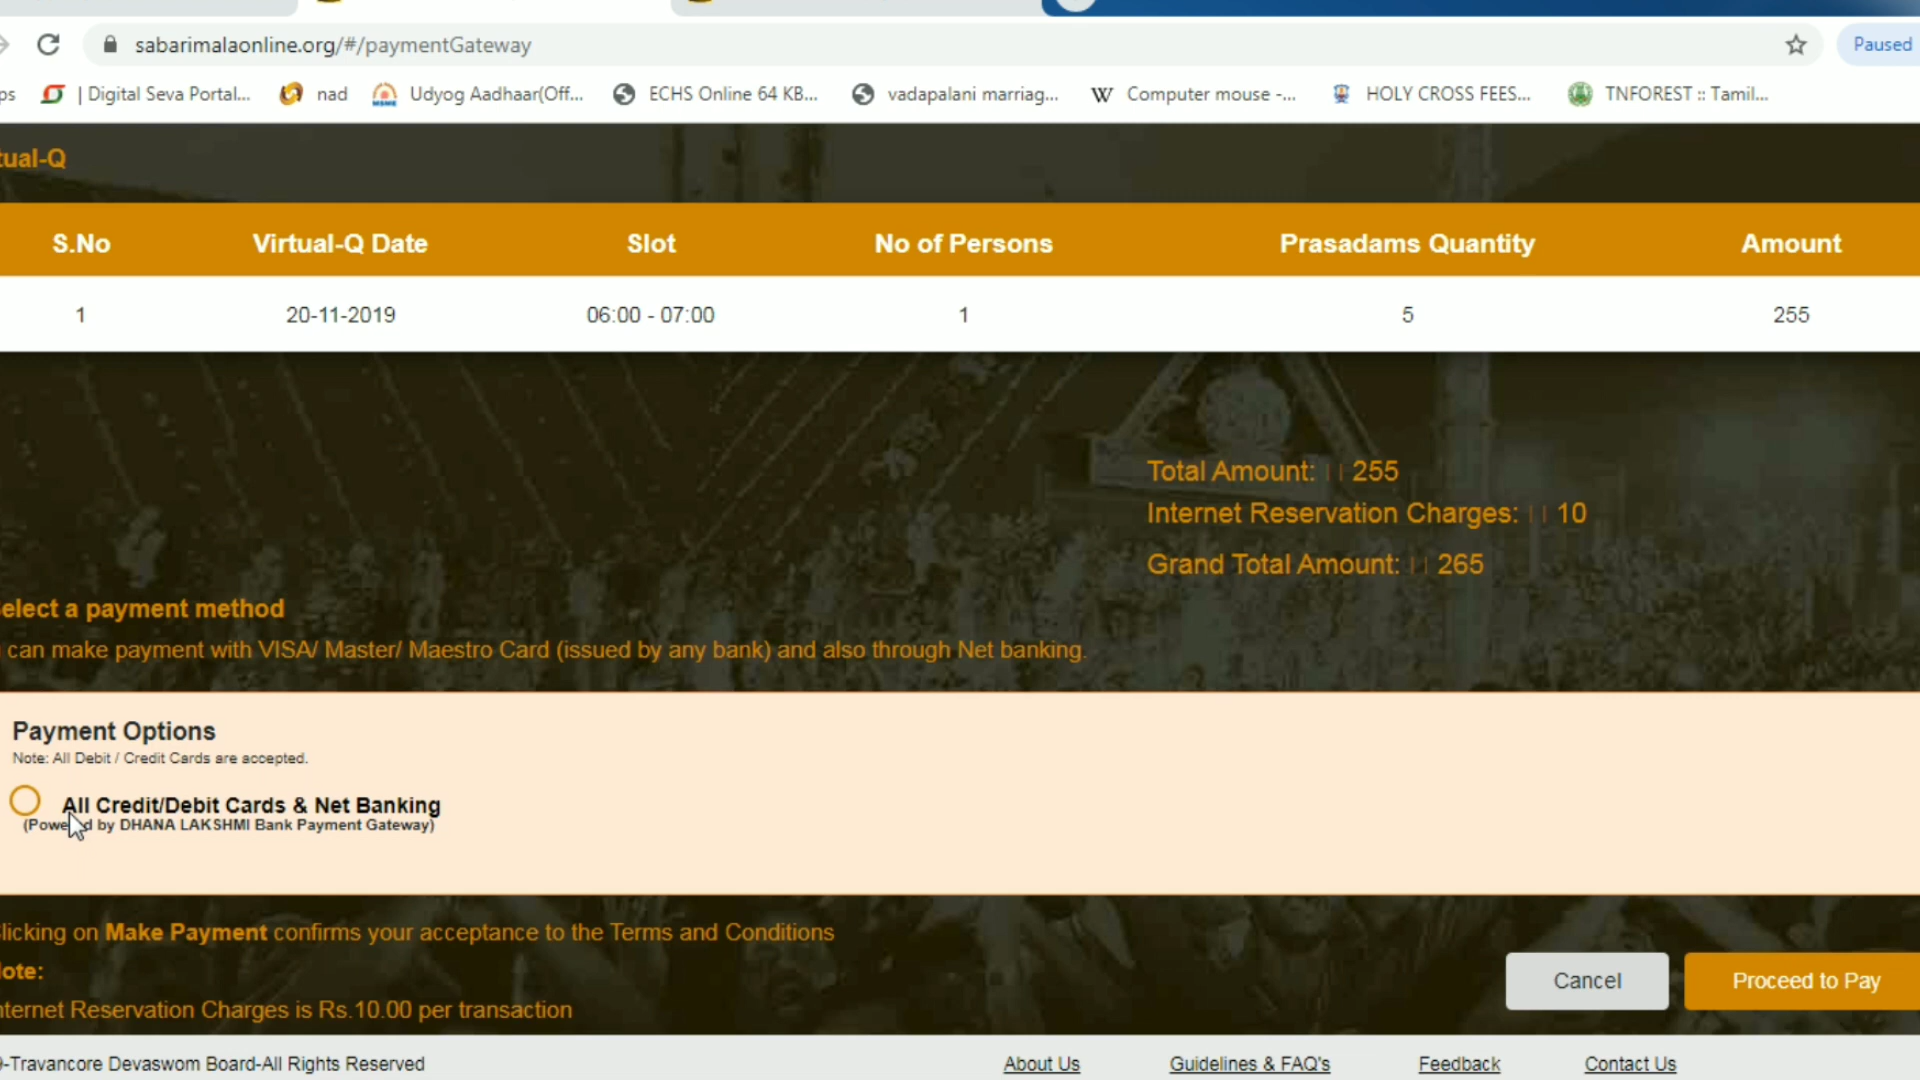 sabarimalaonline.org/#/paymentGateway
Paused
ps | Digital Seva Portal... nad Udyog Aadhaar(Off... ECHS Online 64 KB... vadapalani marriag... Computer mouse -... HOLY CROSS FEES... TNFOREST :: Tamil...
tual-Q
S.No Virtual-Q Date Slot No of Persons Prasadams Quantity Amount
1 20-11-2019 06:00 - 07:00 1 5 255
Total Amount: 255
Internet Reservation Charges: 10
Grand Total Amount: 265
elect a payment method
can make payment with VISA/ Master/ Maestro Card (issued by any bank) and also through Net banking.
Payment Options
Note: All Debit / Credit Cards are accepted.
All Credit/Debit Cards & Net Banking
(Powered by DHANA LAKSHMI Bank Payment Gateway)
licking on Make Payment confirms your acceptance to the Terms and Conditions
ote:
Cancel Proceed to Pay
nternet Reservation Charges is Rs.10.00 per transaction
9-Travancore Devaswom Board-All Rights Reserved About Us Guidelines & FAQ's Feedback Contact Us